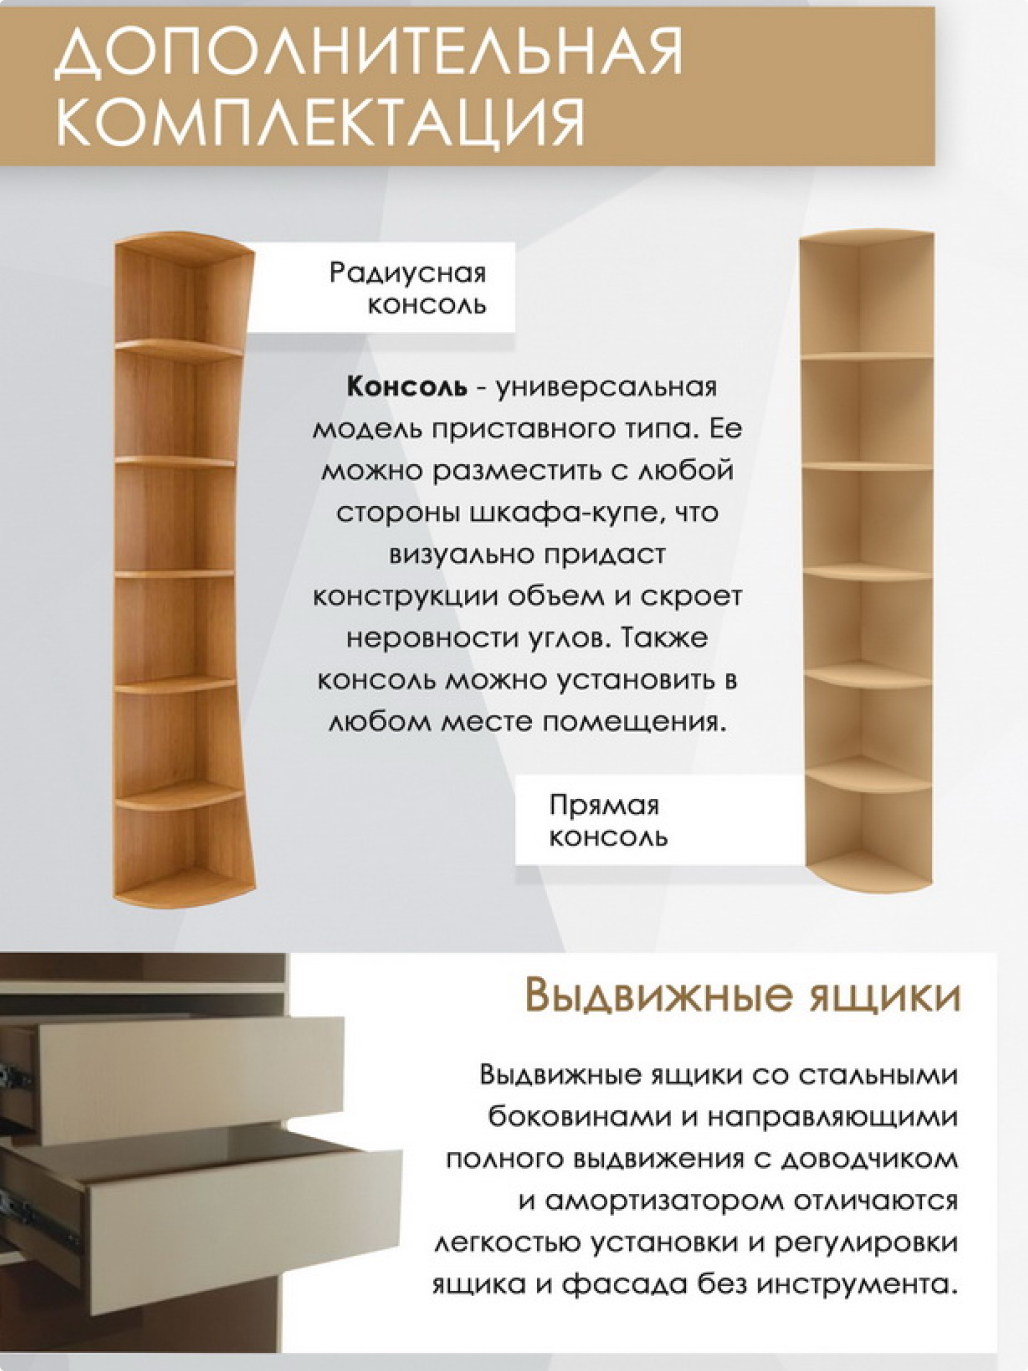 ДОПОЛНИТЕЛЬНАЯ
КОМПЛЕКТАЦИЯ
Радиусная
консоль
Консоль - универсальная
модель приставного типа. Ее
можно разместить с любой
стороны шкафа-купе, что
визуально придаст
конструкции объем и скроет
неровности углов. Также
консоль можно установить в
любом месте помещения.
Прямая
консоль
Выдвижные ящики
Выдвижные ящики со стальными
боковинами и направляющими
полного выдвижения с доводчиком
и амортизатором отличаются
легкостью установки и регулировки
ящика и фасада без инструмента.